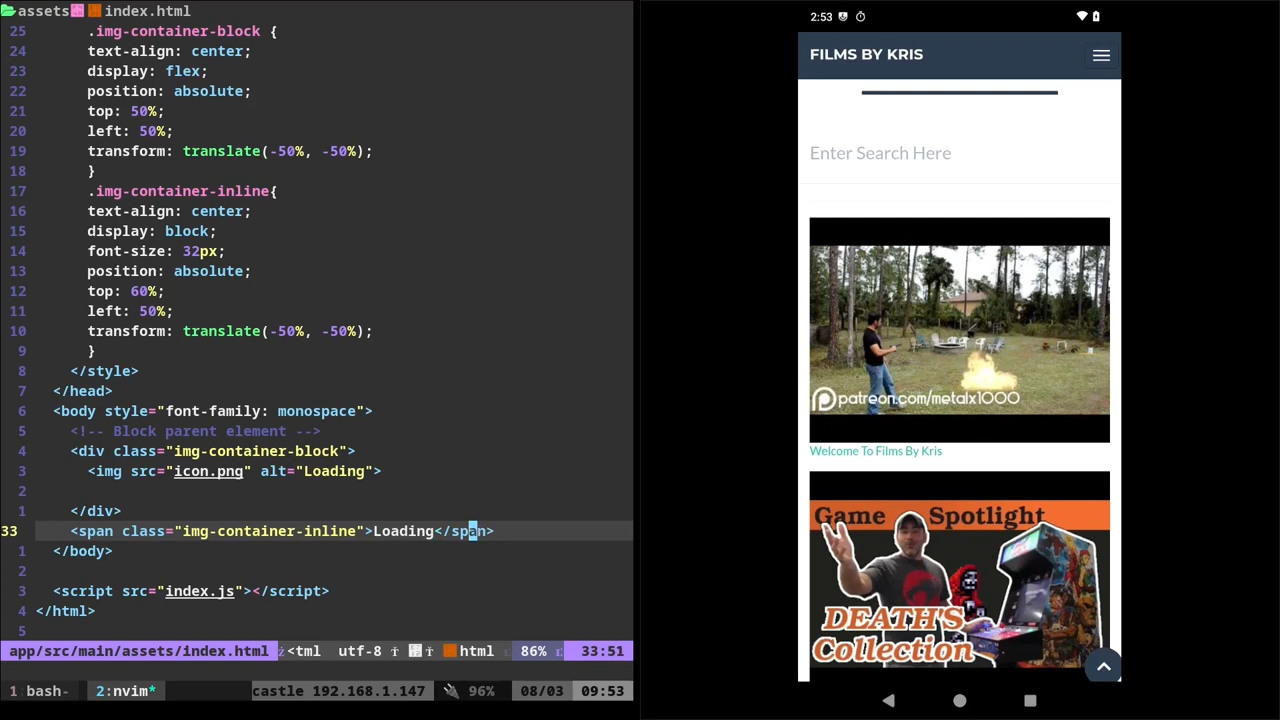 assets index.html
25 .img-container-block {
24 text-align: center;
23 display: flex;
22 position: absolute;
21 top: 50%;
20 left: 50%;
19 transform: translate(-50%, -50%);
18 }
17 .img-container-inline{
16 text-align: center;
15 display: block;
14 font-size: 32px;
13 position: absolute;
12 top: 60%;
11 left: 50%;
10 transform: translate(-50%, -50%);
9 }
8 </style>
7 </head>
6 <body style="font-family: monospace">
5 <!-- Block parent element -->
4 <div class="img-container-block">
3 <img src="icon.png" alt="Loading">
2
1 </div>
33 <span class="img-container-inline">Loading</span>
1 </body>
2
3 <script src="index.js"></script>
4 </html>
5
app/src/main/assets/index.html <tml utf-8 html 86% 33:51
1:bash- 2:nvim* castle 192.168.1.147 96% 08/03 09:53
2:53
FILMS BY KRIS
Enter Search Here
patreon.com/metalx1000
Welcome To Films By Kris
Game Spotlight
DEATH'S
Collection